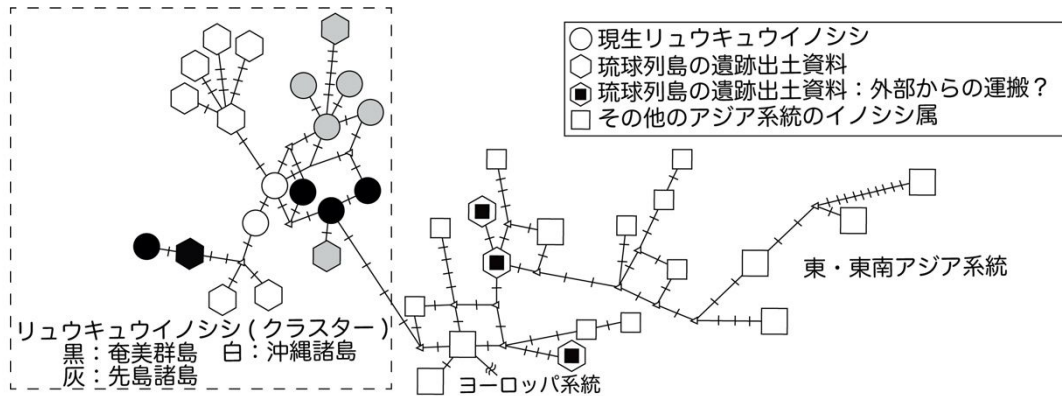 現生リュウキュウイノシシ
琉球列島の遺跡出土資料
琉球列島の遺跡出土資料：外部からの運搬？
その他のアジア系統のイノシシ属
東・東南アジア系統
リュウキュウイノシシ(クラスター)
黒：奄美群島　白：沖縄諸島
灰：先島諸島
ヨーロッパ系統